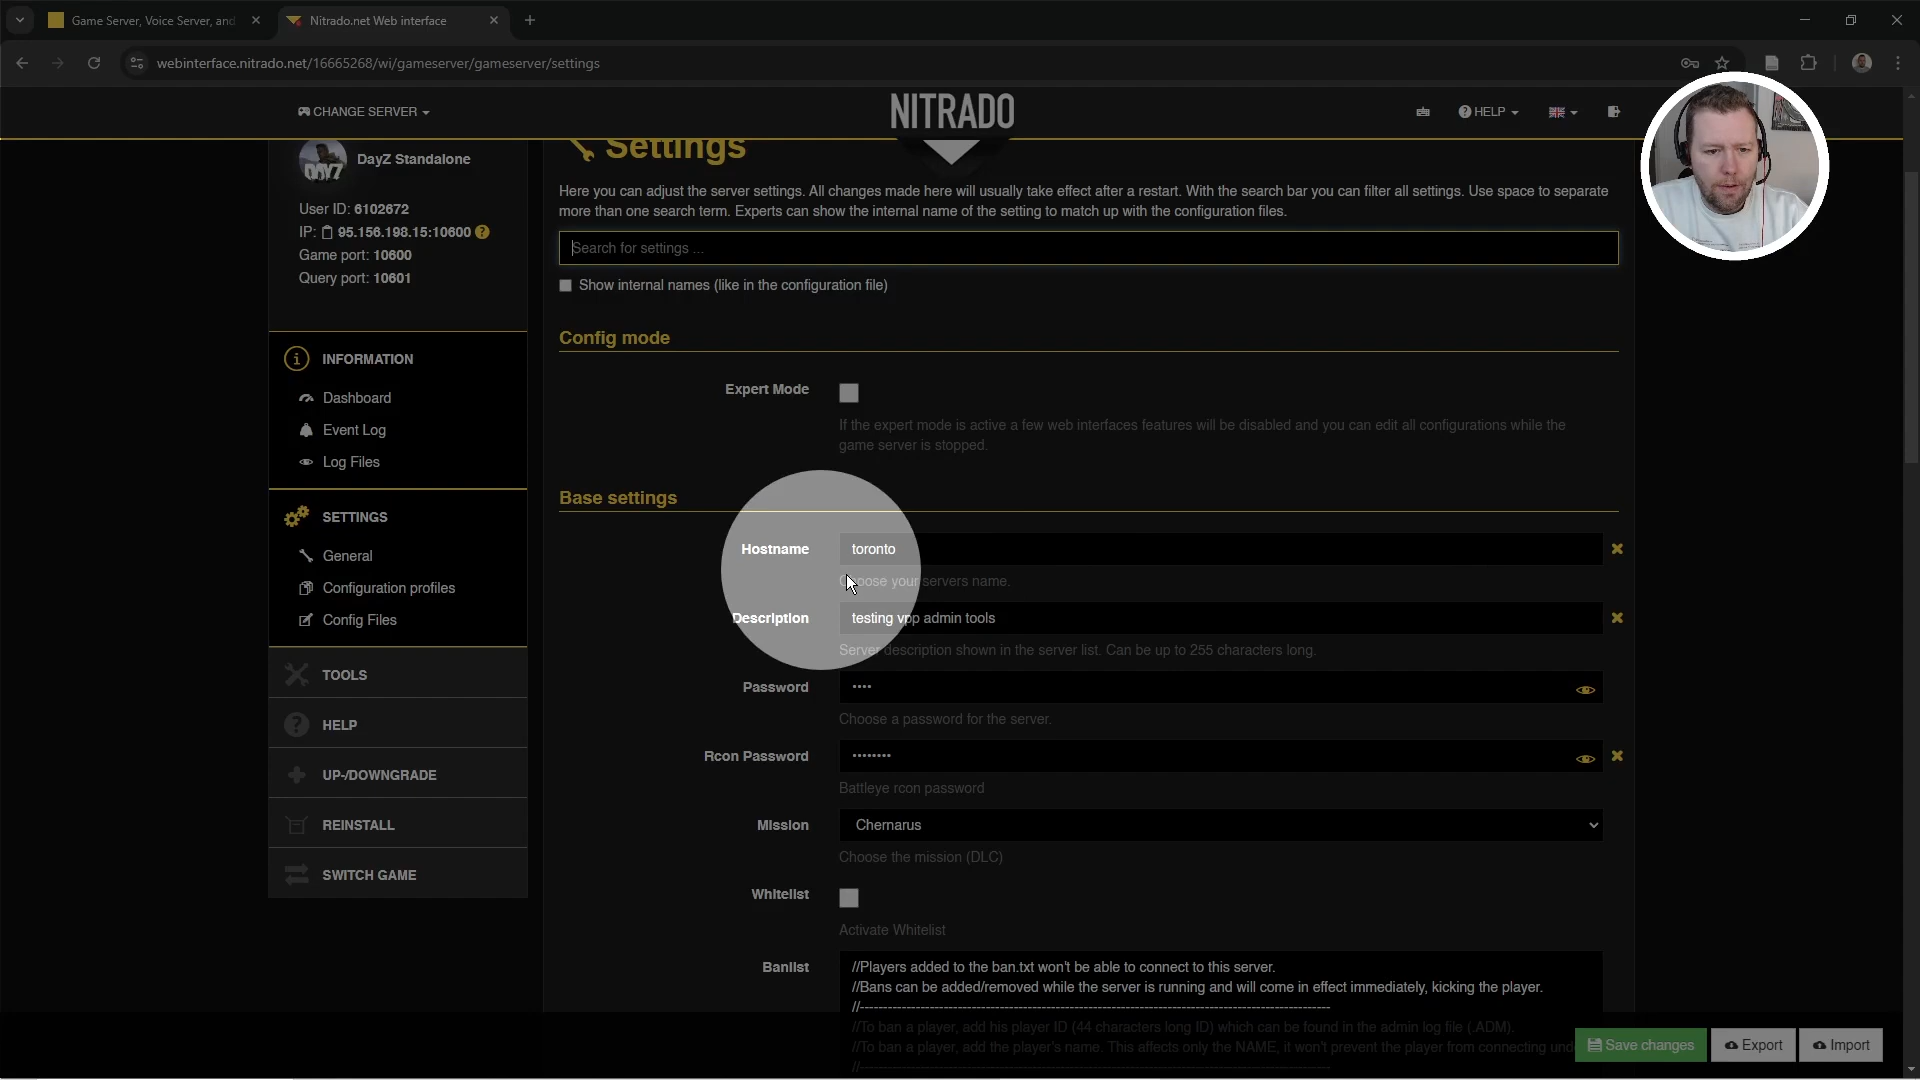 Game Server, Voice Server, and
Nitrado.net Web interface
webinterface.nitrado.net/16665268/wi/gameserver/gameserver/settings
CHANGE SERVER
NITRADO
HELP
DAYZ
DayZ Standalone
User ID: 6102672
IP: 95.156.198.15:10600
Game port: 10600
Query port: 10601
INFORMATION
Dashboard
Event Log
Log Files
SETTINGS
General
Configuration profiles
Config Files
TOOLS
HELP
UP-/DOWNGRADE
REINSTALL
SWITCH GAME
Settings
Here you can adjust the server settings. All changes made here will usually take effect after a restart. With the search bar you can filter all settings. Use space to separate
more than one search term. Experts can show the internal name of the setting to match up with the configuration files.
Search for settings ...
Show internal names (like in the configuration file)
Config mode
Expert Mode
If the expert mode is active a few web interfaces features will be disabled and you can edit all configurations while the
game server is stopped.
Base settings
Hostname
toronto
Choose your servers name.
Description
testing vpp admin tools
Server description shown in the server list. Can be up to 255 characters long.
Password
••••
Choose a password for the server.
Rcon Password
••••••••
Battleye rcon password
Mission
Chernarus
Choose the mission (DLC)
Whitelist
Activate Whitelist
Banlist
//Players added to the ban.txt won't be able to connect to this server.
//Bans can be added/removed while the server is running and will come in effect immediately, kicking the player.
//----------------------------------------------------------------------------------------------------
//To ban a player, add his player ID (44 characters long ID) which can be found in the admin log file (.ADM).
//To ban a player, add the player's name. This affects only the NAME, it won't prevent the player from connecting und
//----------------------------------------------------------------------------------------------------
Save changes
Export
Import